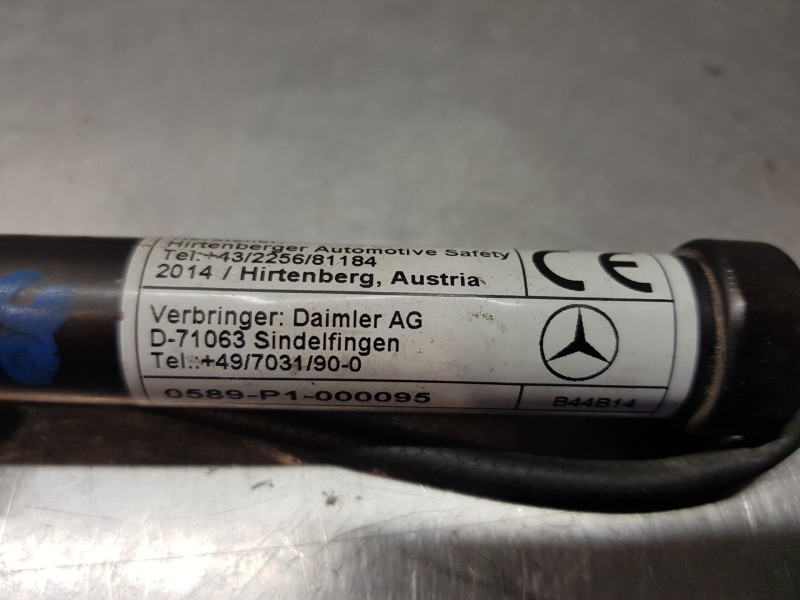 Hirtenberger Automotive Safety
Tel.:+43/2256/81184
2014 / Hirtenberg, Austria
CE
Verbringer: Daimler AG
D-71063 Sindelfingen
Tel.:+49/7031/90-0
0589-P1-000095
B44B14